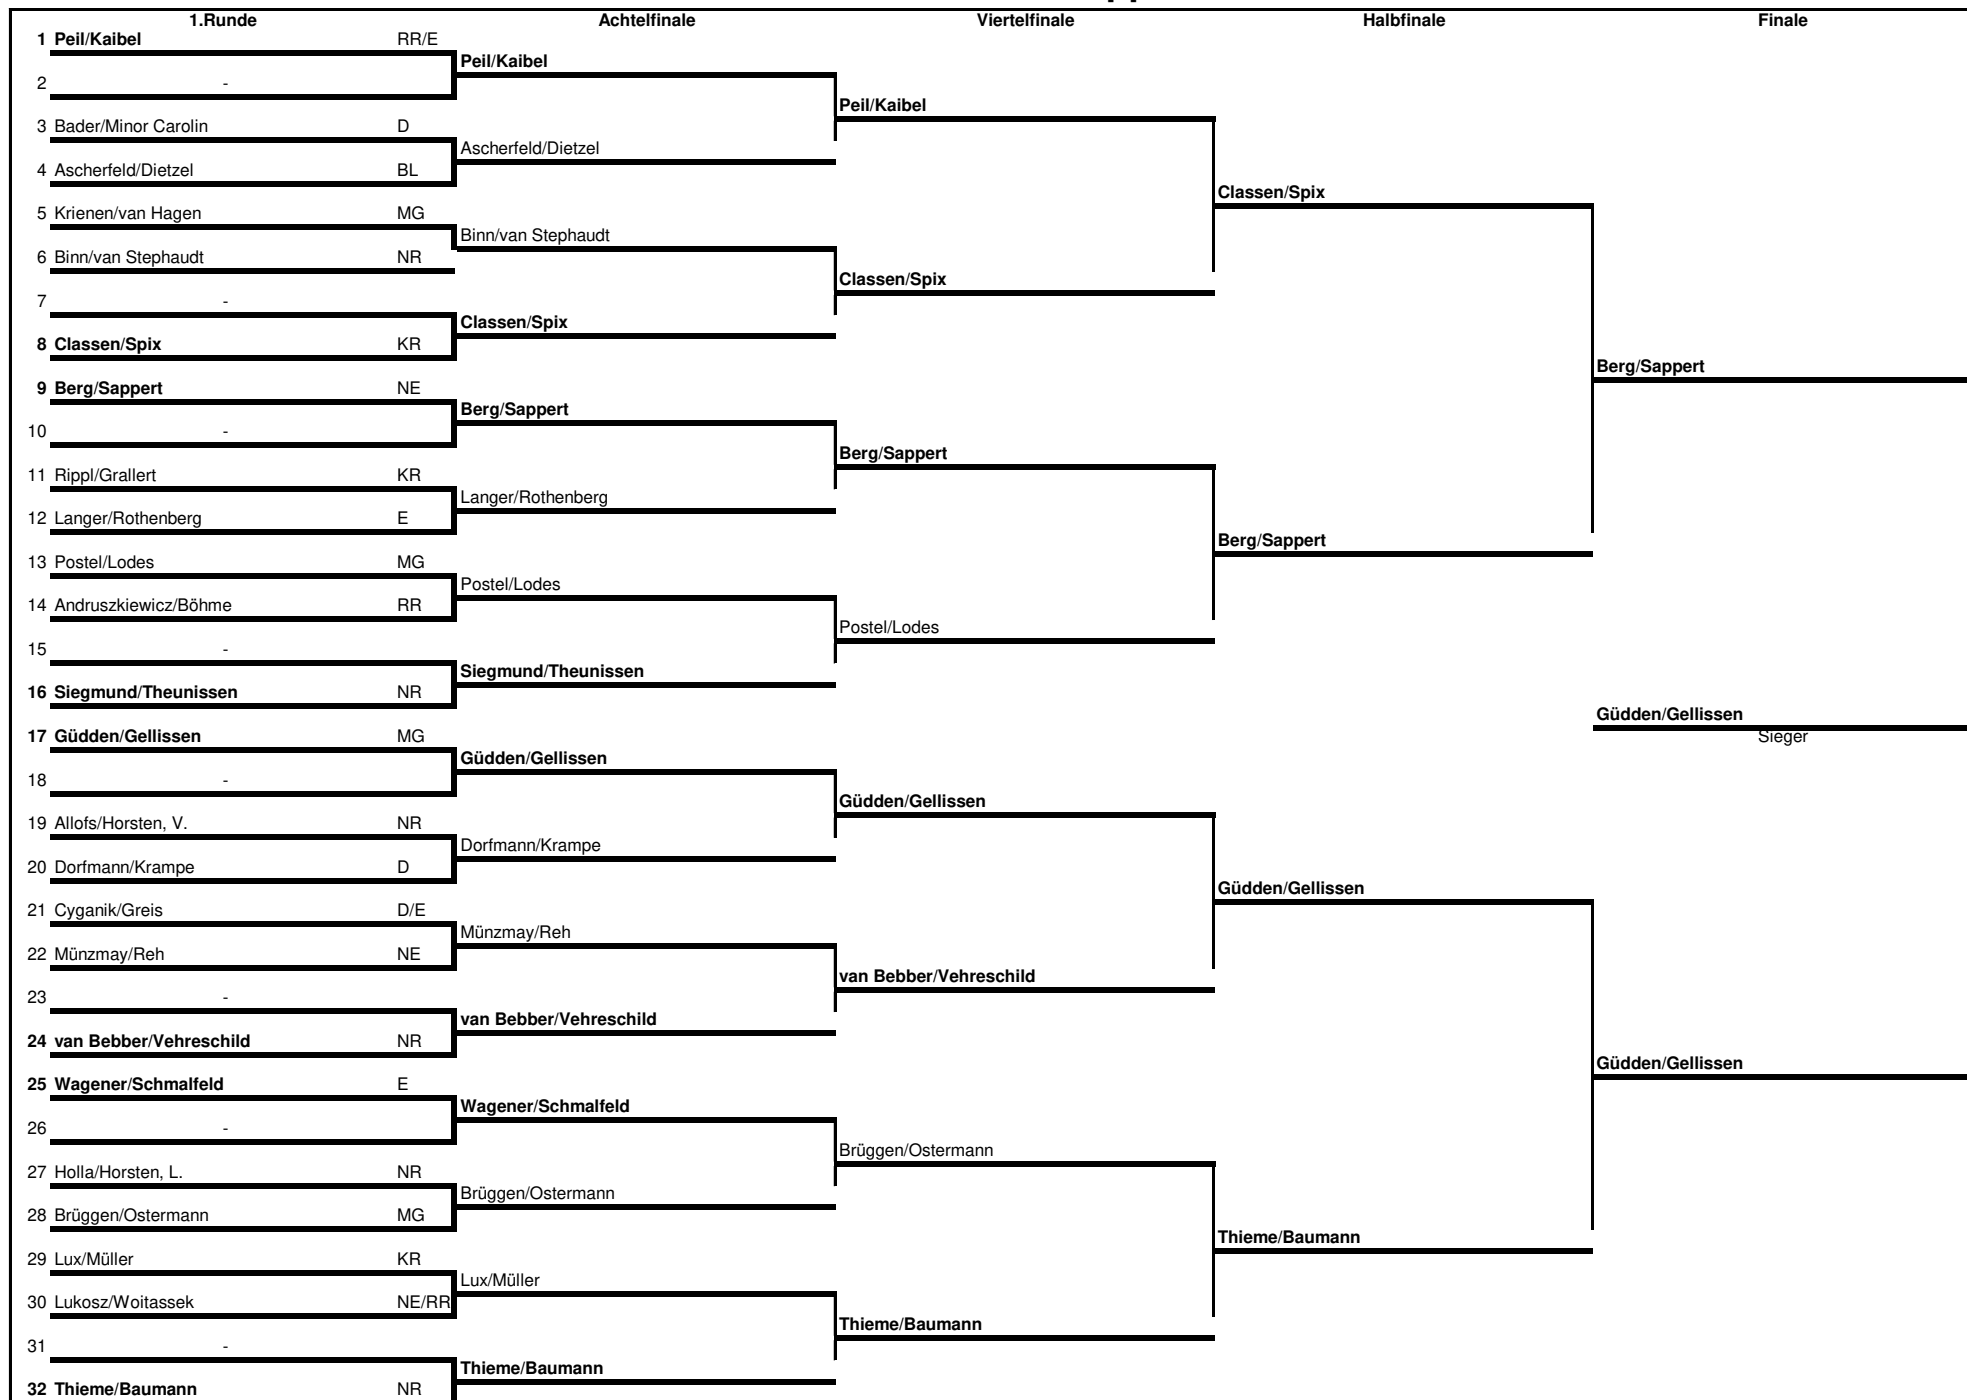 1.Runde Achtelfinale Viertelfinale Halbfinale Finale
1 Peil/Kaibel RR/E
Peil/Kaibel
2 -
Peil/Kaibel
3 Bader/Minor Carolin D
Ascherfeld/Dietzel
4 Ascherfeld/Dietzel BL
Classen/Spix
5 Krienen/van Hagen MG
Binn/van Stephaudt
6 Binn/van Stephaudt NR
Classen/Spix
7 -
Classen/Spix
8 Classen/Spix KR
Berg/Sappert
9 Berg/Sappert NE
Berg/Sappert
10 -
Berg/Sappert
11 Rippl/Grallert KR
Langer/Rothenberg
12 Langer/Rothenberg E
Berg/Sappert
13 Postel/Lodes MG
Postel/Lodes
14 Andruszkiewicz/Böhme RR
Postel/Lodes
15 -
Siegmund/Theunissen
16 Siegmund/Theunissen NR
Güdden/Gellissen
17 Güdden/Gellissen MG
Sieger
Güdden/Gellissen
18 -
Güdden/Gellissen
19 Allofs/Horsten, V. NR
Dorfmann/Krampe
20 Dorfmann/Krampe D
Güdden/Gellissen
21 Cyganik/Greis D/E
Münzmay/Reh
22 Münzmay/Reh NE
van Bebber/Vehreschild
23 -
van Bebber/Vehreschild
24 van Bebber/Vehreschild NR
Güdden/Gellissen
25 Wagener/Schmalfeld E
Wagener/Schmalfeld
26 -
Brüggen/Ostermann
27 Holla/Horsten, L. NR
Brüggen/Ostermann
28 Brüggen/Ostermann MG
Thieme/Baumann
29 Lux/Müller KR
Lux/Müller
30 Lukosz/Woitassek NE/RR
Thieme/Baumann
31 -
Thieme/Baumann
32 Thieme/Baumann NR